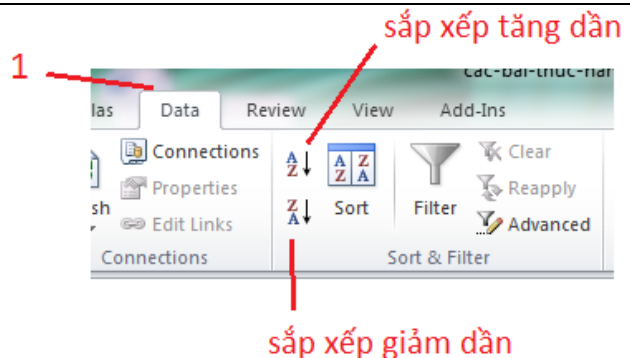 sắp xếp tăng dần
1
cac-bai-thuc-han
las Data Review View Add-Ins
Connections
Properties
Edit Links
sh
Connections
A Z
Z A
A Z Z A
Sort
Filter
Clear
Reapply
Advanced
Sort & Filter
sắp xếp giảm dần